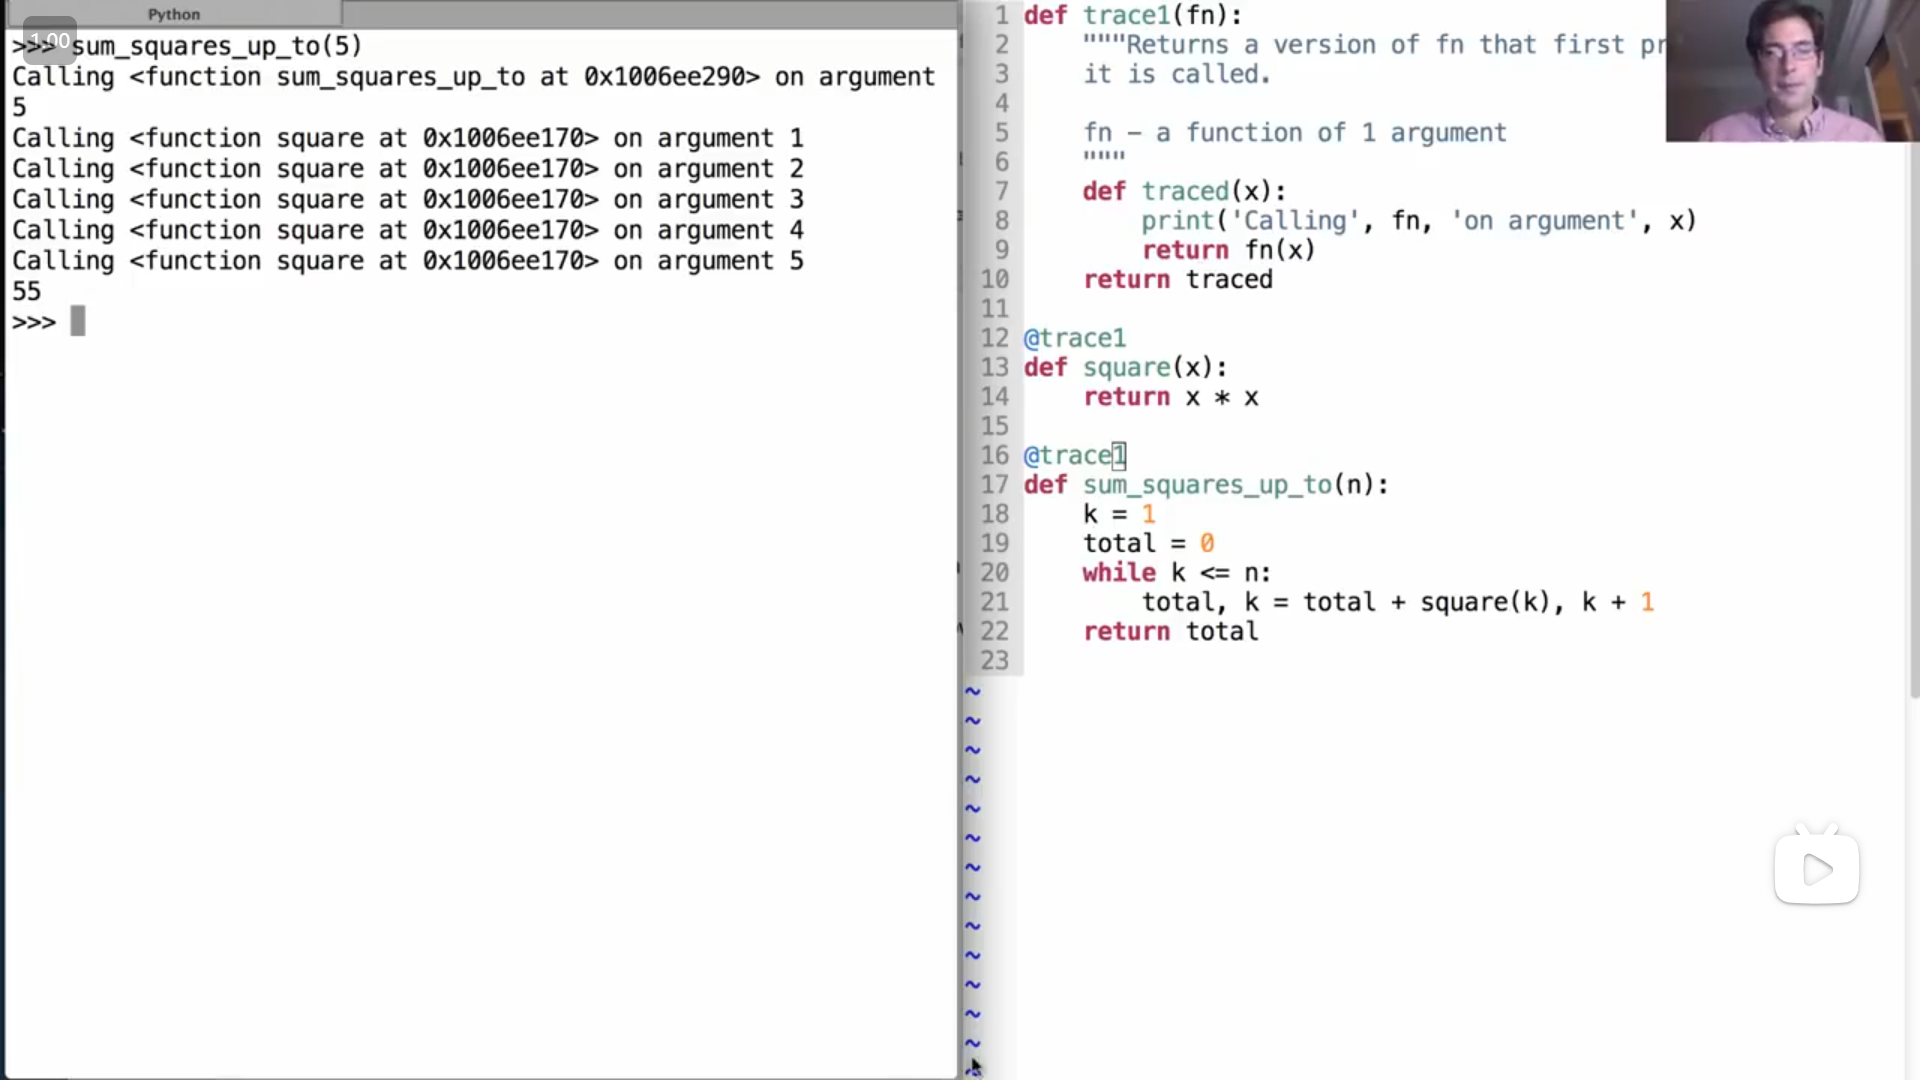 Python
1.00
>>> sum_squares_up_to(5)
Calling <function sum_squares_up_to at 0x1006ee290> on argument
5
Calling <function square at 0x1006ee170> on argument 1
Calling <function square at 0x1006ee170> on argument 2
Calling <function square at 0x1006ee170> on argument 3
Calling <function square at 0x1006ee170> on argument 4
Calling <function square at 0x1006ee170> on argument 5
55
>>>
1 def trace1(fn):
2     """Returns a version of fn that first pr
3     it is called.
4
5     fn – a function of 1 argument
6     """
7     def traced(x):
8         print('Calling', fn, 'on argument', x)
9         return fn(x)
10     return traced
11
12 @trace1
13 def square(x):
14     return x * x
15
16 @trace1
17 def sum_squares_up_to(n):
18     k = 1
19     total = 0
20     while k <= n:
21         total, k = total + square(k), k + 1
22     return total
23
~
~
~
~
~
~
~
~
~
~
~
~
~
~